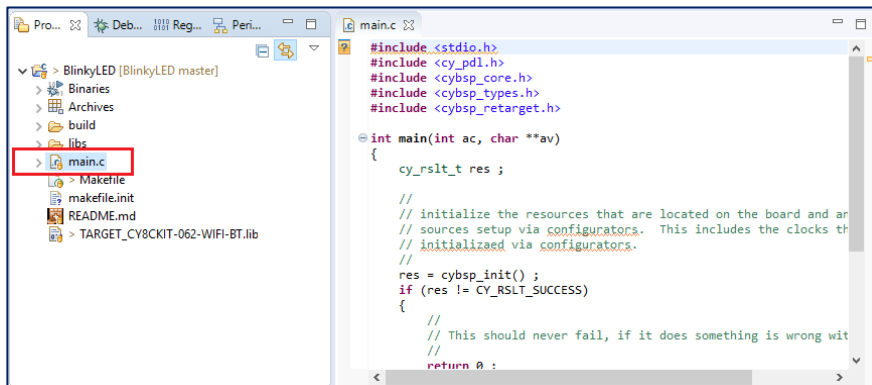 Pro... Deb... Reg... Peri...
> BlinkyLED [BlinkyLED master]
Binaries
Archives
build
libs
main.c
> Makefile
makefile.init
README.md
> TARGET_CY8CKIT-062-WIFI-BT.lib
main.c
#include <stdio.h>
#include <cy_pdl.h>
#include <cybsp_core.h>
#include <cybsp_types.h>
#include <cybsp_retarget.h>
int main(int ac, char **av)
{
cy_rslt_t res ;
//
// initialize the resources that are located on the board and an
// sources setup via configurators. This includes the clocks th
// initializaed via configurators.
//
res = cybsp_init() ;
if (res != CY_RSLT_SUCCESS)
{
//
// This should never fail, if it does something is wrong wit
//
return 0 ;